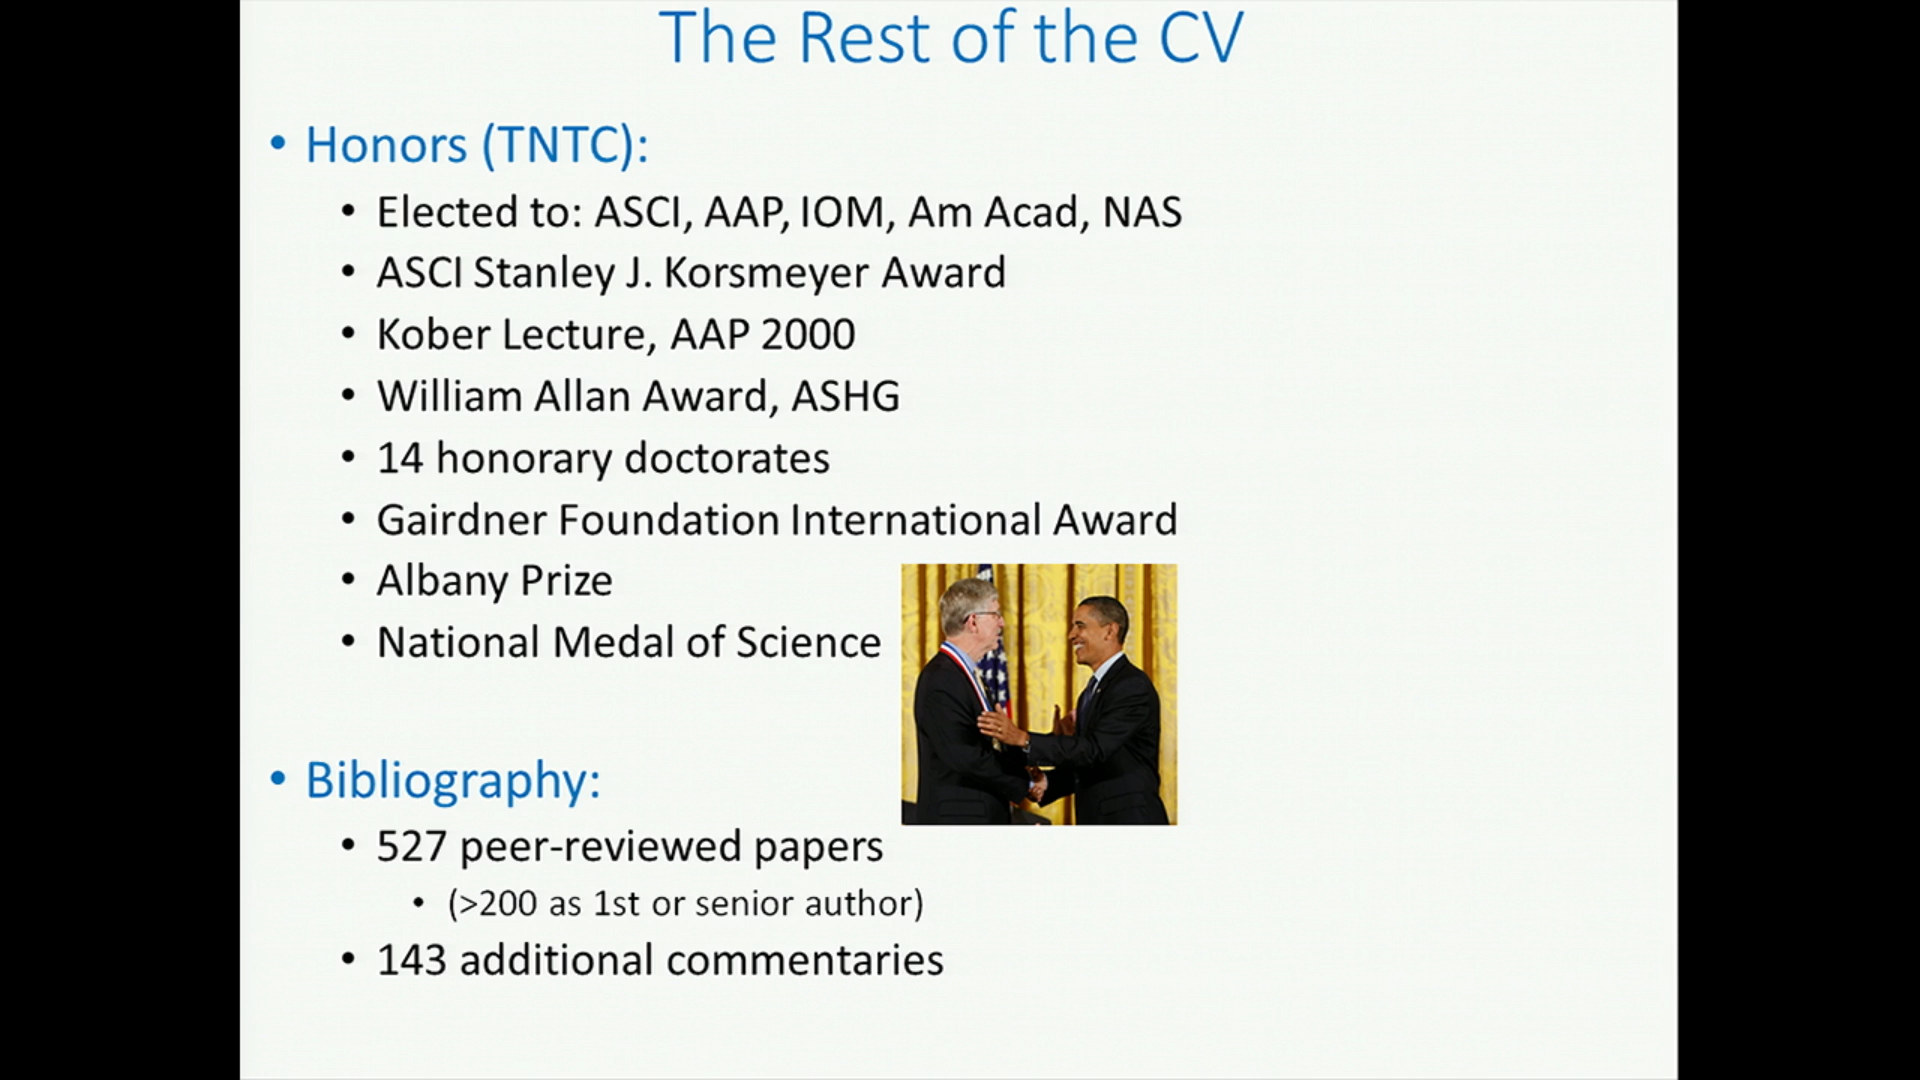 The Rest of the CV
• Honors (TNTC):
• Elected to: ASCI, AAP, IOM, Am Acad, NAS
• ASCI Stanley J. Korsmeyer Award
• Kober Lecture, AAP 2000
• William Allan Award, ASHG
• 14 honorary doctorates
• Gairdner Foundation International Award
• Albany Prize
• National Medal of Science
• Bibliography:
• 527 peer-reviewed papers
• (>200 as 1st or senior author)
• 143 additional commentaries